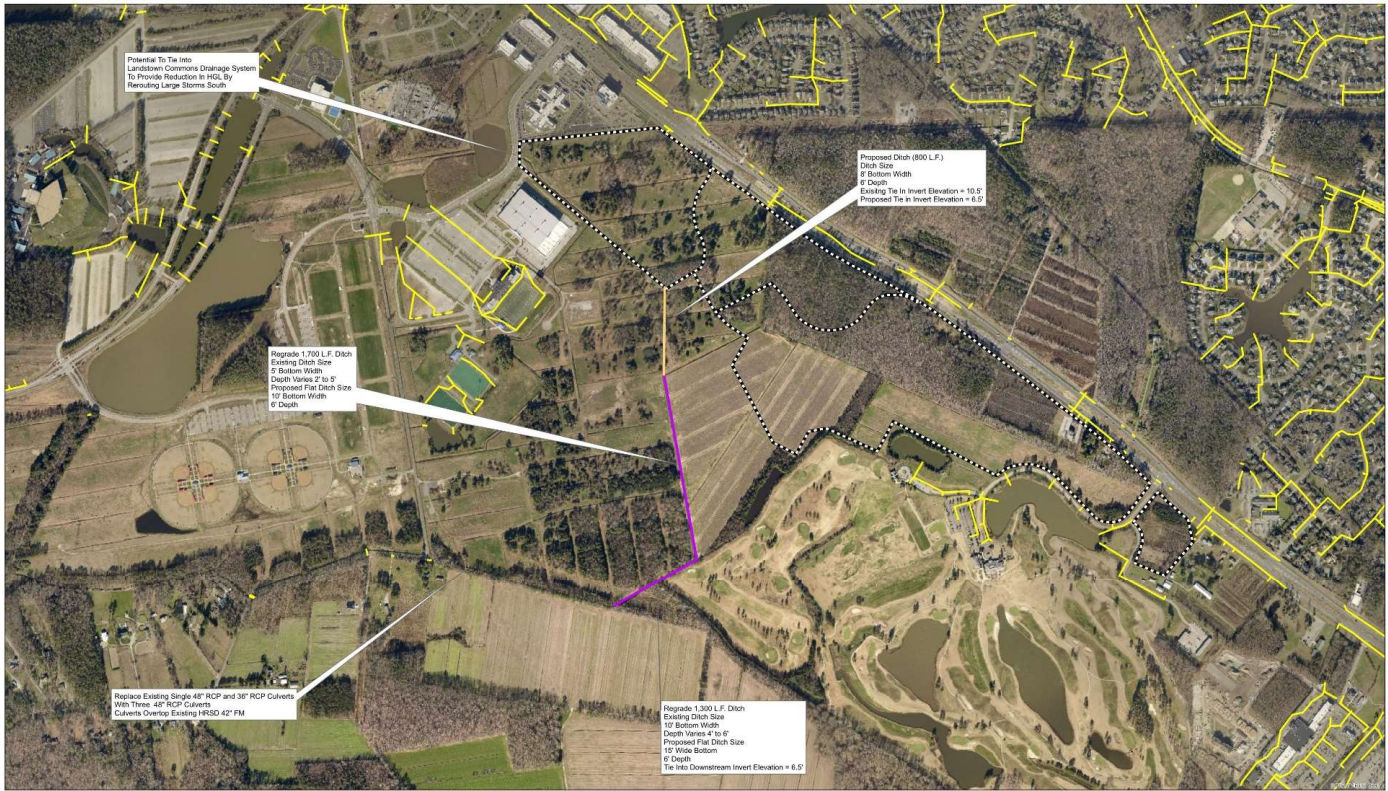 Potential To Tie Into
Landstown Commons Drainage System
To Provide Reduction In HGL By
Rerouting Large Storms South
Proposed Ditch (800 L.F.)
Ditch Size
8' Bottom Width
6' Depth
Exisitng Tie In Invert Elevation = 10.5'
Proposed Tie in Invert Elevation = 6.5'
Regrade 1,700 L.F. Ditch
Existing Ditch Size
5' Bottom Width
Depth Varies 2' to 5'
Proposed Flat Ditch Size
10' Bottom Width
6' Depth
Replace Existing Single 48" RCP and 36" RCP Culverts
With Three  48" RCP Culverts
Culverts Overtop Existing HRSD 42" FM
Regrade 1,300 L.F. Ditch
Existing Ditch Size
10' Bottom Width
Depth Varies 4' to 6'
Proposed Flat Ditch Size
15' Wide Bottom
6' Depth
Tie Into Downstream Invert Elevation = 6.5'